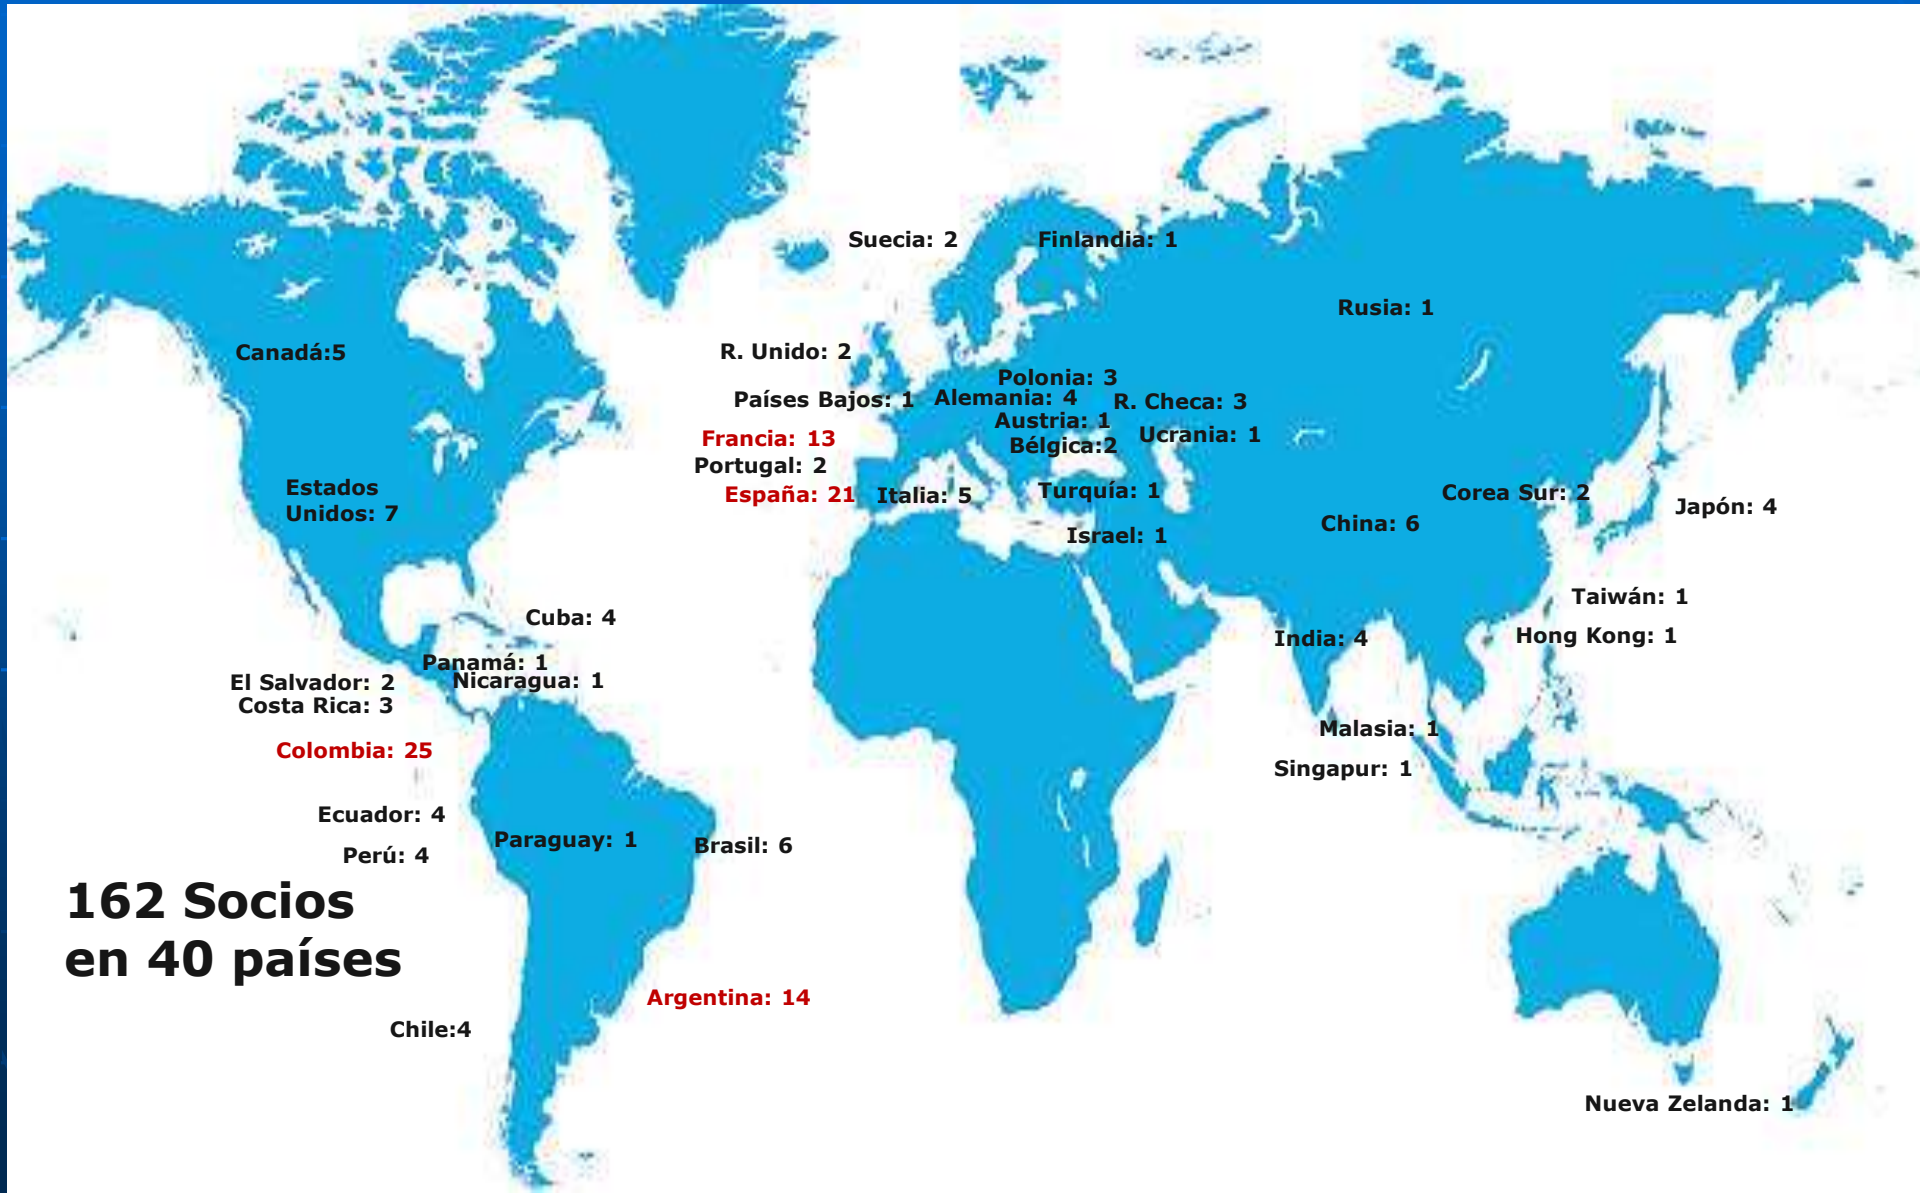 Suecia: 2
Finlandia: 1
Rusia: 1
Canadá:5
R. Unido: 2
Polonia: 3
Países Bajos: 1
Alemania: 4
R. Checa: 3
Austria: 1
Francia: 13
Bélgica:2
Ucrania: 1
Portugal: 2
España: 21
Italia: 5
Turquía: 1
Estados
Unidos: 7
Corea Sur: 2
Japón: 4
China: 6
Israel: 1
Taiwán: 1
Cuba: 4
India: 4
Hong Kong: 1
Panamá: 1
El Salvador: 2
Nicaragua: 1
Costa Rica: 3
Malasia: 1
Colombia: 25
Singapur: 1
Ecuador: 4
Paraguay: 1
Brasil: 6
Perú: 4
162 Socios
en 40 países
Argentina: 14
Chile:4
Nueva Zelanda: 1